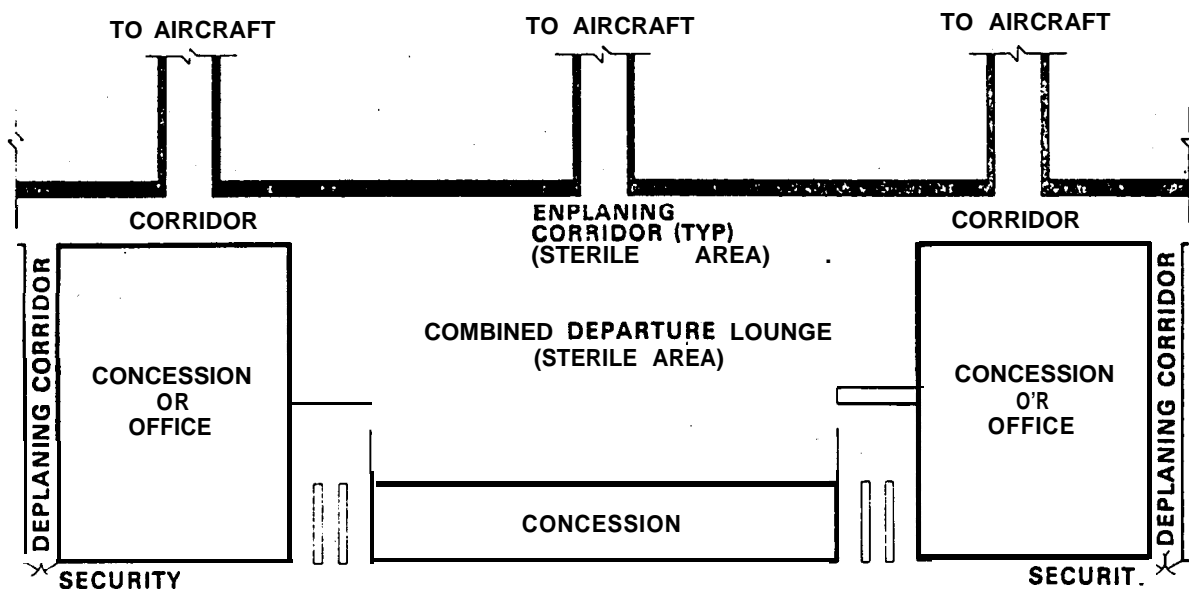 TO AIRCRAFT
TO AIRCRAFT
TO AIRCRAFT
CORRIDOR
ENPLANING
CORRIDOR (TYP)
(STERILE AREA) .
CORRIDOR
DEPLANING CORRIDOR
CONCESSION
OR
OFFICE
COMBINED DEPARTURE LOUNGE
(STERILE AREA)
CONCESSION
O'R
OFFICE
DEPLANING CORRIDOR
CONCESSION
SECURITY
SECURIT.